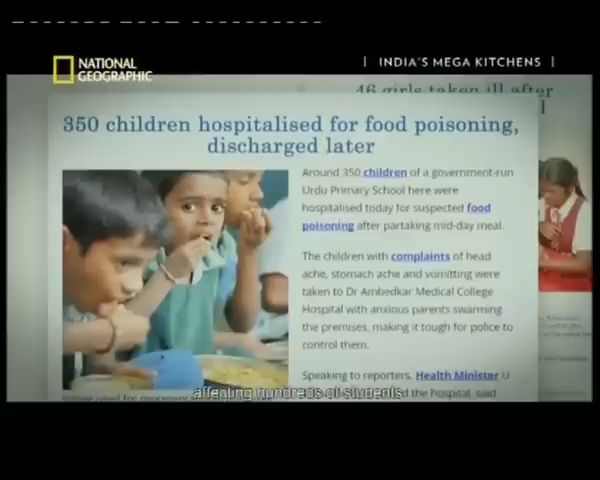 NATIONAL
GEOGRAPHIC
| INDIA'S MEGA KITCHENS |
46 girls taken ill after
350 children hospitalised for food poisoning,
discharged later
Around 350 children of a government-run
Urdu Primary School here were
hospitalised today for suspected food
poisoning after partaking mid-day meal.
The children with complaints of head
ache, stomach ache and vomitting were
taken to Dr Ambedkar Medical College
Hospital with anxious parents swarming
the premises, making it tough for police to
control them.
Speaking to reporters, Health Minister U
the hospital, said
affecting hundreds of students